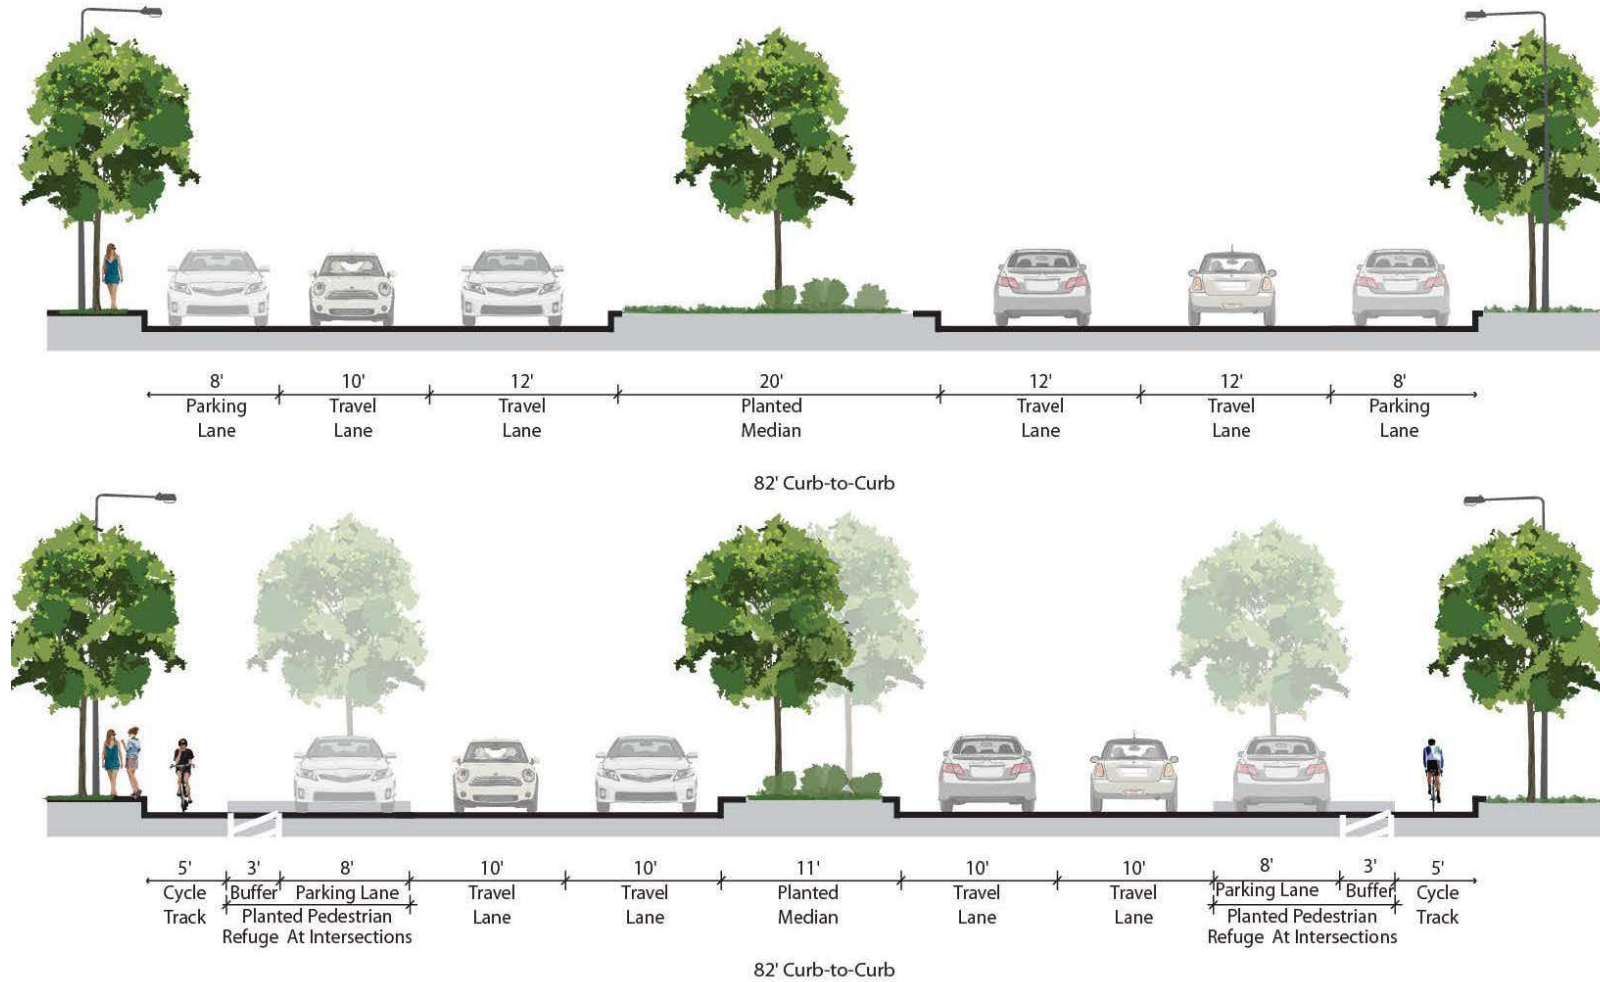 8' 10' 12' 20' 12' 12' 8'
Parking Travel Travel Planted Travel Travel Parking
Lane Lane Lane Median Lane Lane Lane
82' Curb-to-Curb
5' 3' 8' 10' 10' 11' 10' 10' 8' 3' 5'
Cycle Buffer Parking Lane Travel Travel Planted Travel Travel Parking Lane Buffer Cycle
Track Planted Pedestrian Lane Lane Median Lane Lane Planted Pedestrian Track
Refuge At Intersections Refuge At Intersections
82' Curb-to-Curb